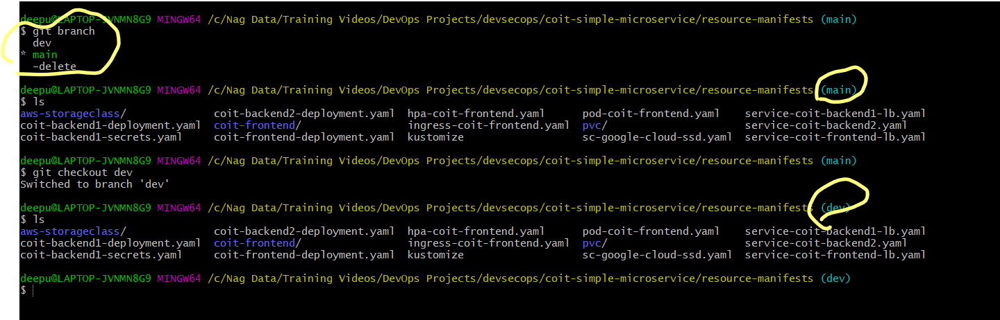 deepu@LAPTOP-JVNMN8G9 MINGW64 /c/Nag Data/Training Videos/DevOps Projects/devsecops/coit-simple-microservice/resource-manifests (main)
$ git branch
  dev
* main
  -delete
deepu@LAPTOP-JVNMN8G9 MINGW64 /c/Nag Data/Training Videos/DevOps Projects/devsecops/coit-simple-microservice/resource-manifests (main)
$ ls
aws-storageclass/ coit-backend2-deployment.yaml hpa-coit-frontend.yaml pod-coit-frontend.yaml service-coit-backend1-lb.yaml
coit-backend1-deployment.yaml coit-frontend/ ingress-coit-frontend.yaml pvc/ service-coit-backend2.yaml
coit-backend1-secrets.yaml coit-frontend-deployment.yaml kustomize sc-google-cloud-ssd.yaml service-coit-frontend-lb.yaml
deepu@LAPTOP-JVNMN8G9 MINGW64 /c/Nag Data/Training Videos/DevOps Projects/devsecops/coit-simple-microservice/resource-manifests (main)
$ git checkout dev
Switched to branch 'dev'
deepu@LAPTOP-JVNMN8G9 MINGW64 /c/Nag Data/Training Videos/DevOps Projects/devsecops/coit-simple-microservice/resource-manifests (dev)
$ ls
aws-storageclass/ coit-backend2-deployment.yaml hpa-coit-frontend.yaml pod-coit-frontend.yaml service-coit-backend1-lb.yaml
coit-backend1-deployment.yaml coit-frontend/ ingress-coit-frontend.yaml pvc/ service-coit-backend2.yaml
coit-backend1-secrets.yaml coit-frontend-deployment.yaml kustomize sc-google-cloud-ssd.yaml service-coit-frontend-lb.yaml
deepu@LAPTOP-JVNMN8G9 MINGW64 /c/Nag Data/Training Videos/DevOps Projects/devsecops/coit-simple-microservice/resource-manifests (dev)
$